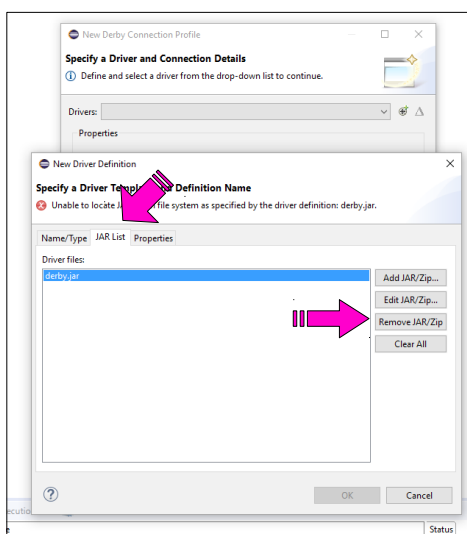 New Derby Connection Profile
Specify a Driver and Connection Details
Define and select a driver from the drop-down list to continue.
Drivers:
Properties
New Driver Definition
Specify a Driver Definition Name
Unable to locate file system as specified by the driver definition: derby.jar.
Name/Type JAR List Properties
Driver files:
derby.jar
Add JAR/Zip...
Edit JAR/Zip...
Remove JAR/Zip
Clear All
OK Cancel
Status